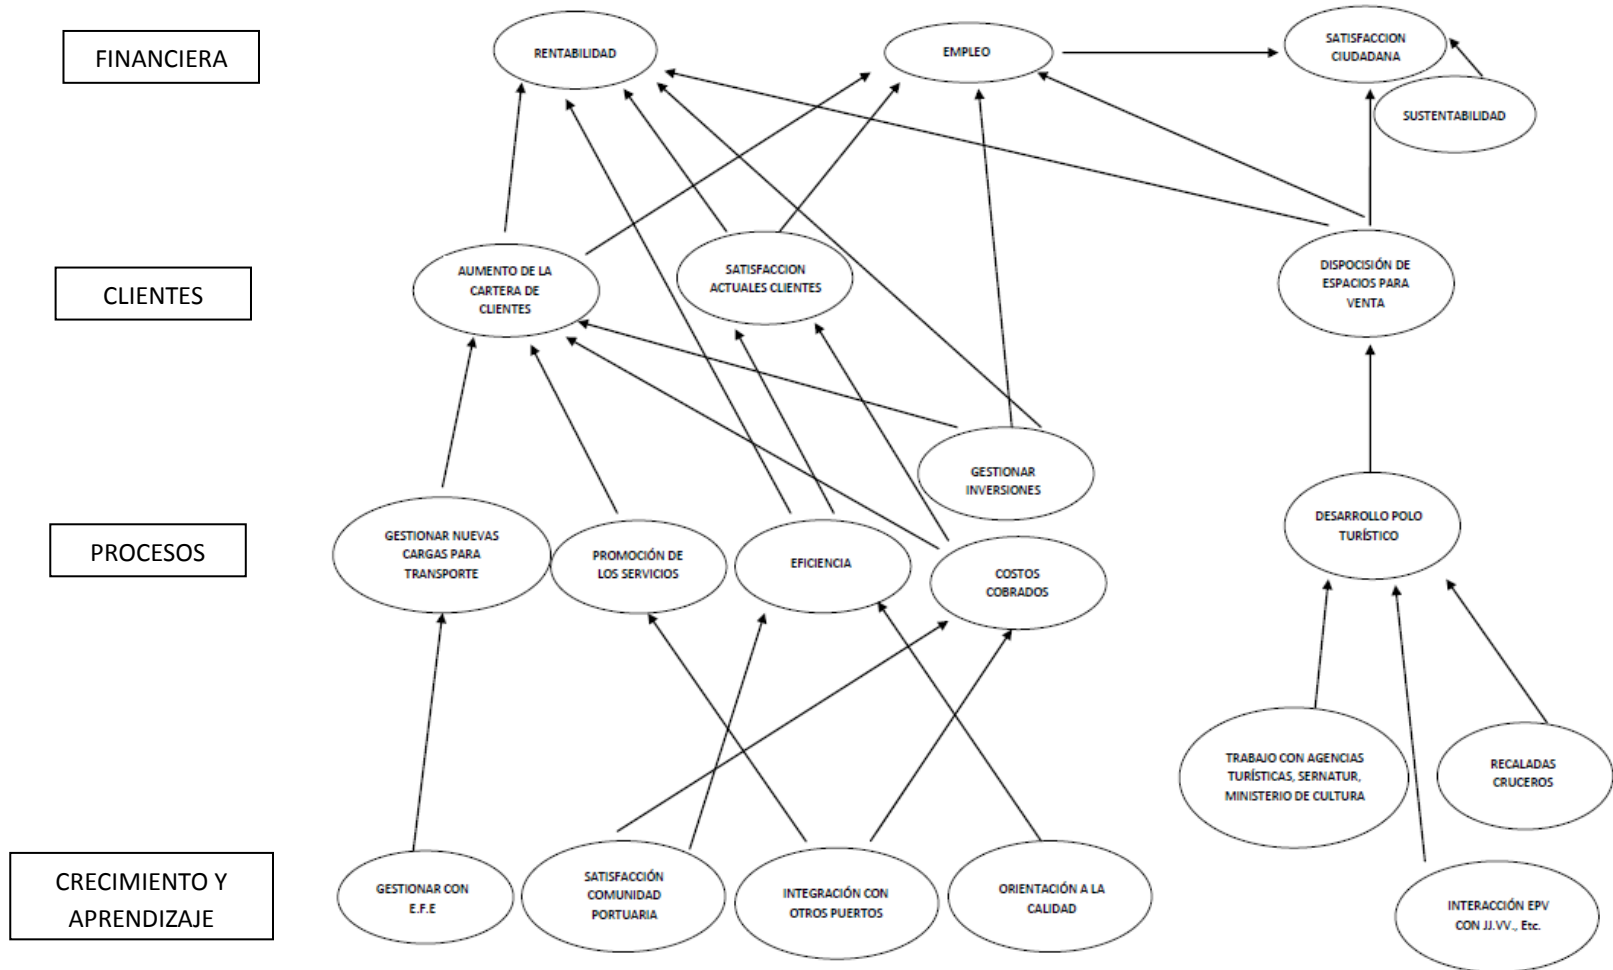 FINANCIERA
RENTABILIDAD
EMPLEO
SATISFACCION
CIUDADANA
SUSTENTABILIDAD
CLIENTES
AUMENTO DE LA
CARTERA DE
CLIENTES
SATISFACCION
ACTUALES CLIENTES
DISPOCISIÓN DE
ESPACIOS PARA
VENTA
PROCESOS
GESTIONAR NUEVAS
CARGAS PARA
TRANSPORTE
PROMOCIÓN DE
LOS SERVICIOS
EFICIENCIA
GESTIONAR
INVERSIONES
COSTOS
COBRADOS
DESARROLLO POLO
TURÍSTICO
TRABAJO CON AGENCIAS
TURÍSTICAS, SERNATUR,
MINISTERIO DE CULTURA
RECALADAS
CRUCEROS
CRECIMIENTO Y
APRENDIZAJE
GESTIONAR CON
E.F.E
SATISFACCIÓN
COMUNIDAD
PORTUARIA
INTEGRACIÓN CON
OTROS PUERTOS
ORIENTACIÓN A LA
CALIDAD
INTERACCIÓN EPV
CON JJ.VV., Etc.